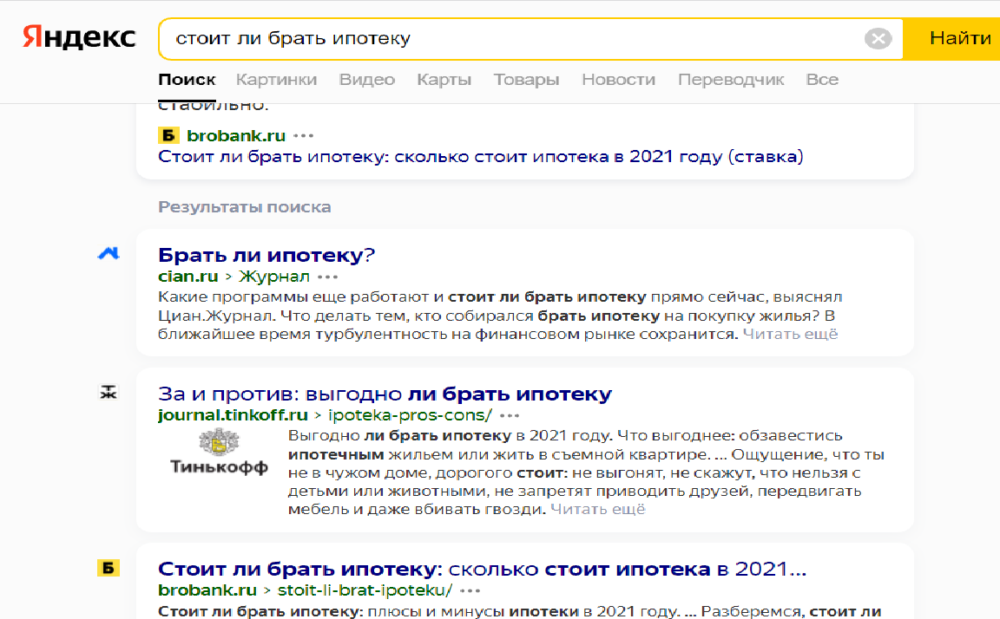 Яндекс
стоит ли брать ипотеку
Найти
Поиск Картинки Видео Карты Товары Новости Переводчик Все
стабильно.
Б brobank.ru ···
Стоит ли брать ипотеку: сколько стоит ипотека в 2021 году (ставка)
Результаты поиска
Брать ли ипотеку?
cian.ru > Журнал ···
Какие программы еще работают и стоит ли брать ипотеку прямо сейчас, выяснял
Циан.Журнал. Что делать тем, кто собирался брать ипотеку на покупку жилья? В
ближайшее время турбулентность на финансовом рынке сохранится. Читать ещё
ТЖ
За и против: выгодно ли брать ипотеку
journal.tinkoff.ru > ipoteka-pros-cons/ ···
Тинькофф
Выгодно ли брать ипотеку в 2021 году. Что выгоднее: обзавестись
ипотечным жильем или жить в съемной квартире. ... Ощущение, что ты
не в чужом доме, дорогого стоит: не выгонят, не скажут, что нельзя с
детьми или животными, не запретят приводить друзей, передвигать
мебель и даже вбивать гвозди. Читать ещё
Б
Стоит ли брать ипотеку: сколько стоит ипотека в 2021...
brobank.ru > stoit-li-brat-ipoteku/ ···
Стоит ли брать ипотеку: плюсы и минусы ипотеки в 2021 году. ... Разберемся, стоит ли